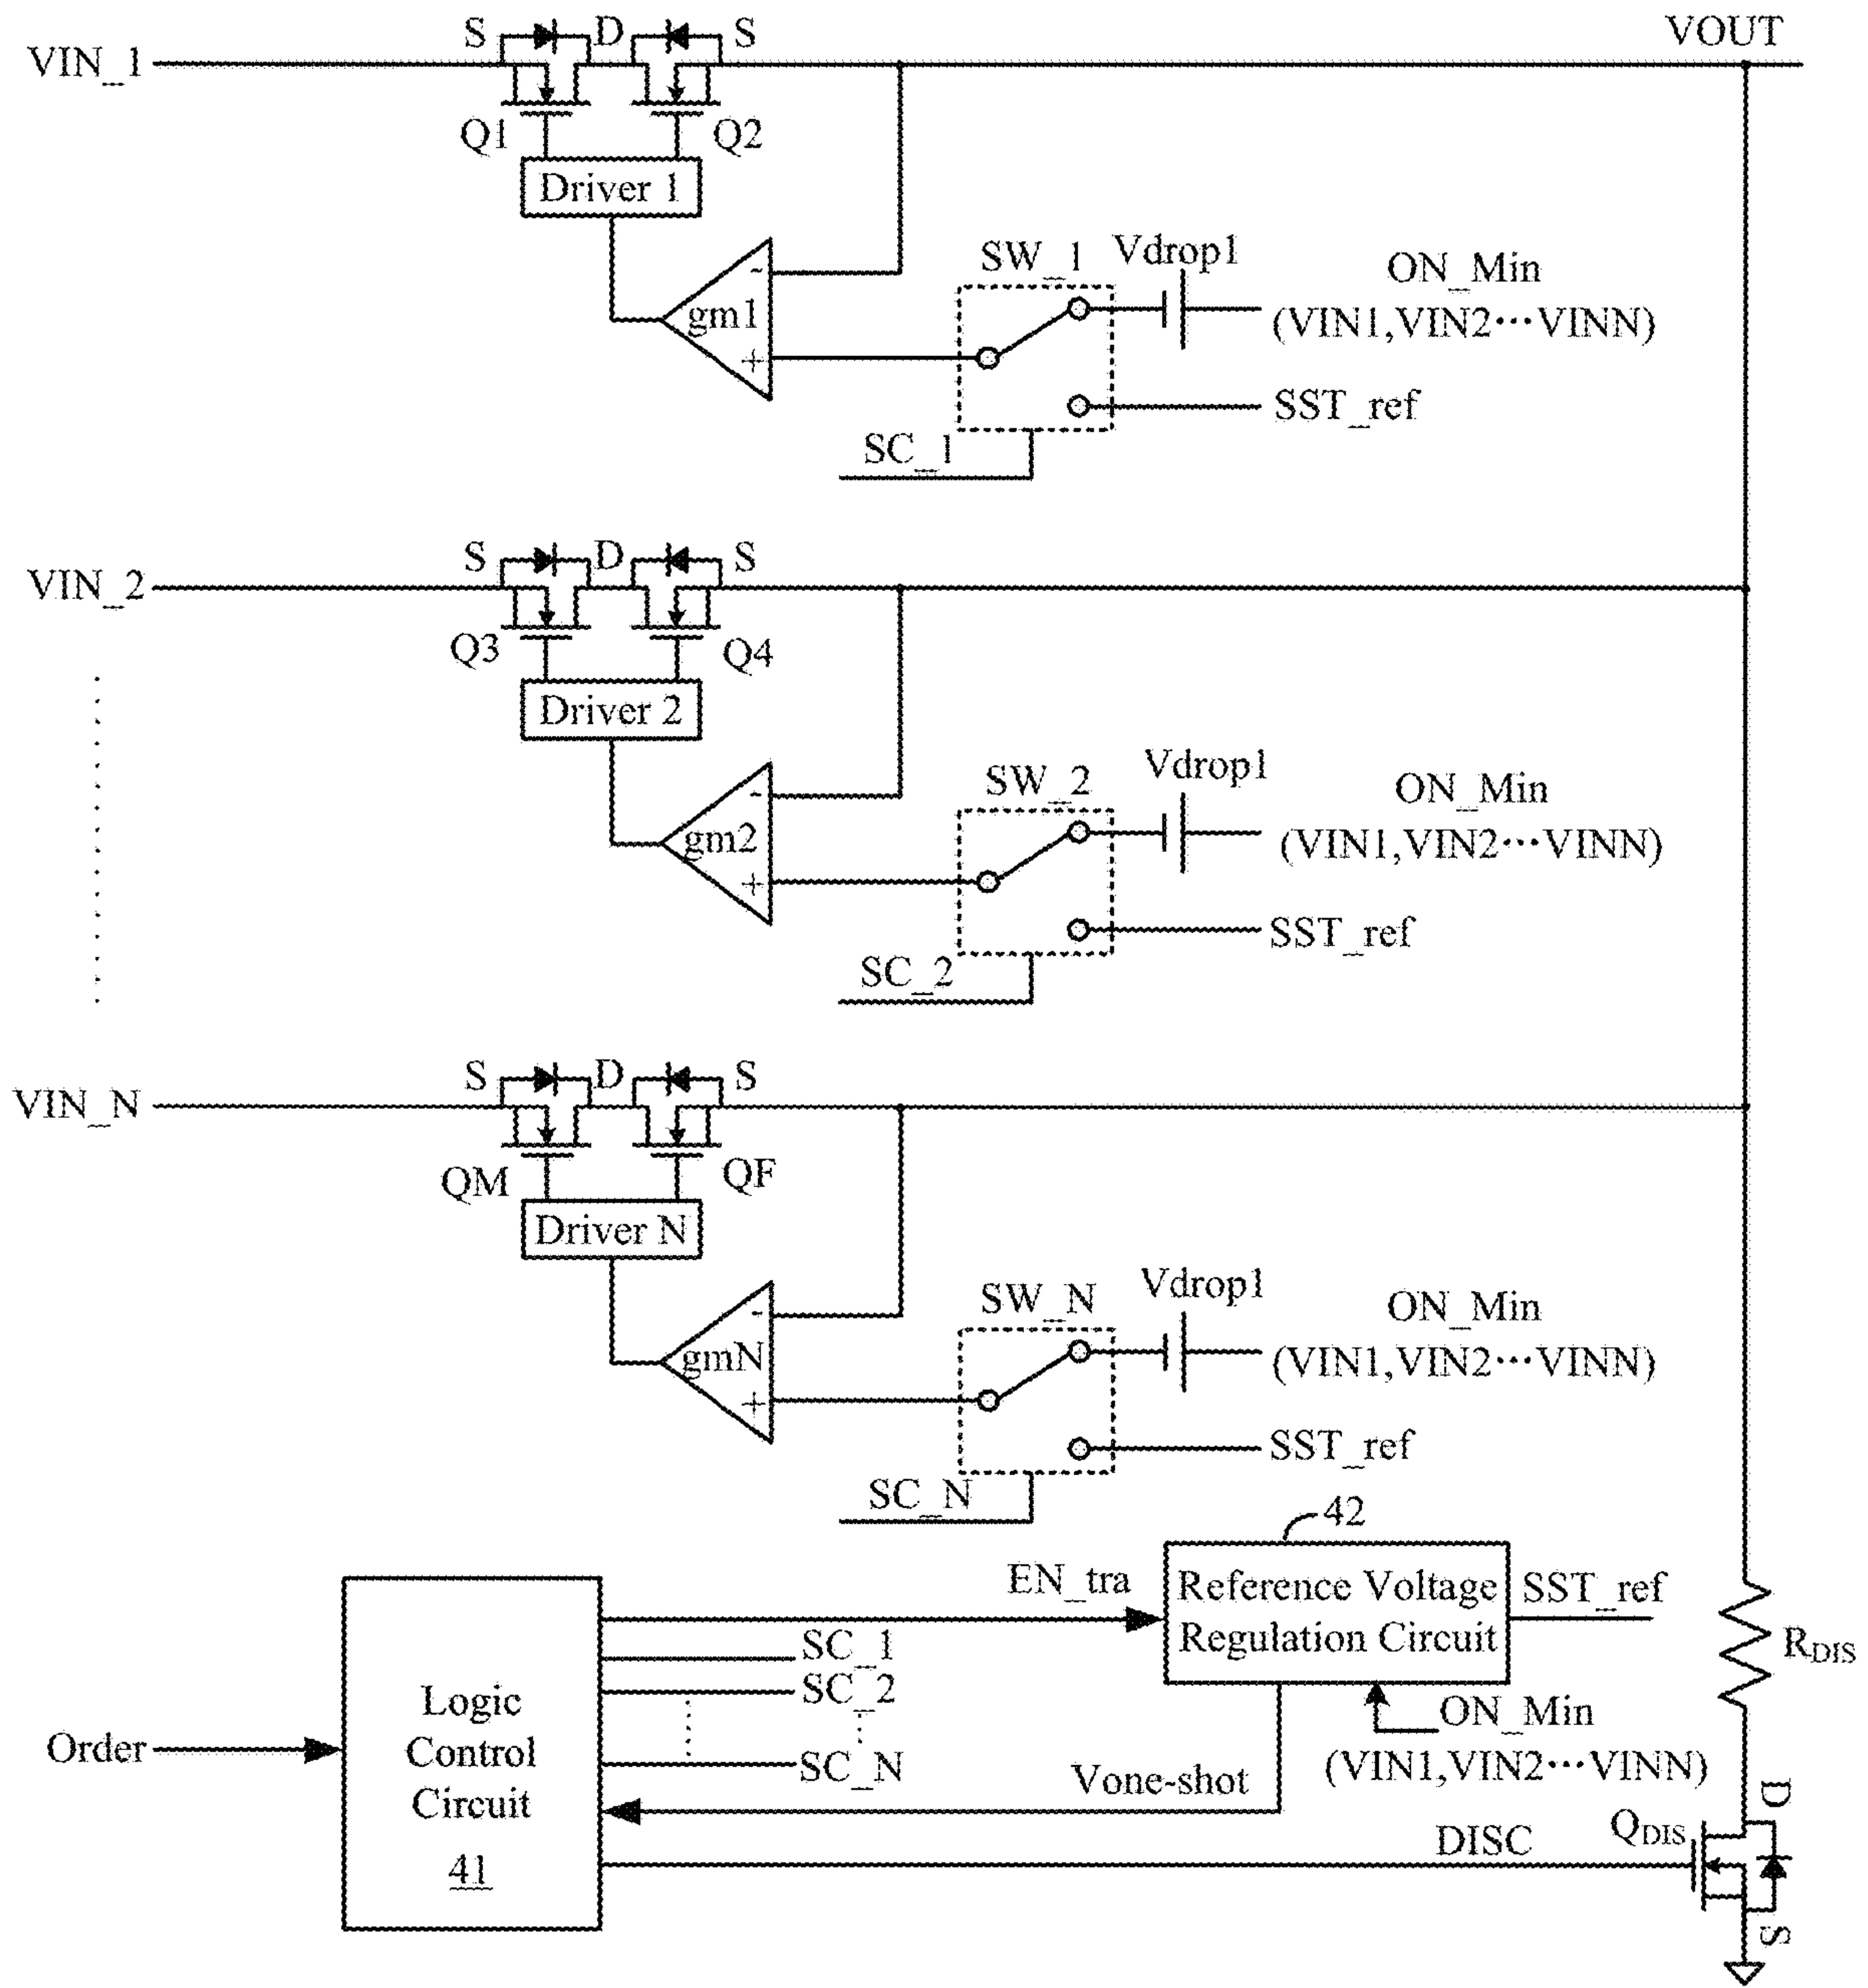 VOUT
S D S
VIN_1
Q1 Q2
Driver 1
SW_1 Vdrop1 ON_Min
(VIN1,VIN2···VINN)
-
gm1
+
SST_ref
SC_1
S D S
VIN_2
Q3 Q4
Driver 2
SW_2 Vdrop1 ON_Min
(VIN1,VIN2···VINN)
-
gm2
+
SST_ref
SC_2
S D S
VIN_N
QM QF
Driver N
SW_N Vdrop1 ON_Min
(VIN1,VIN2···VINN)
-
gmN
+
SST_ref
SC_N
42
EN_tra
Reference Voltage
Regulation Circuit
SST_ref
RDIS
SC_1
SC_2
SC_N
Order
Logic
Control
Circuit
41
ON_Min
(VIN1,VIN2···VINN)
Vone-shot
DISC
QDIS
D
S